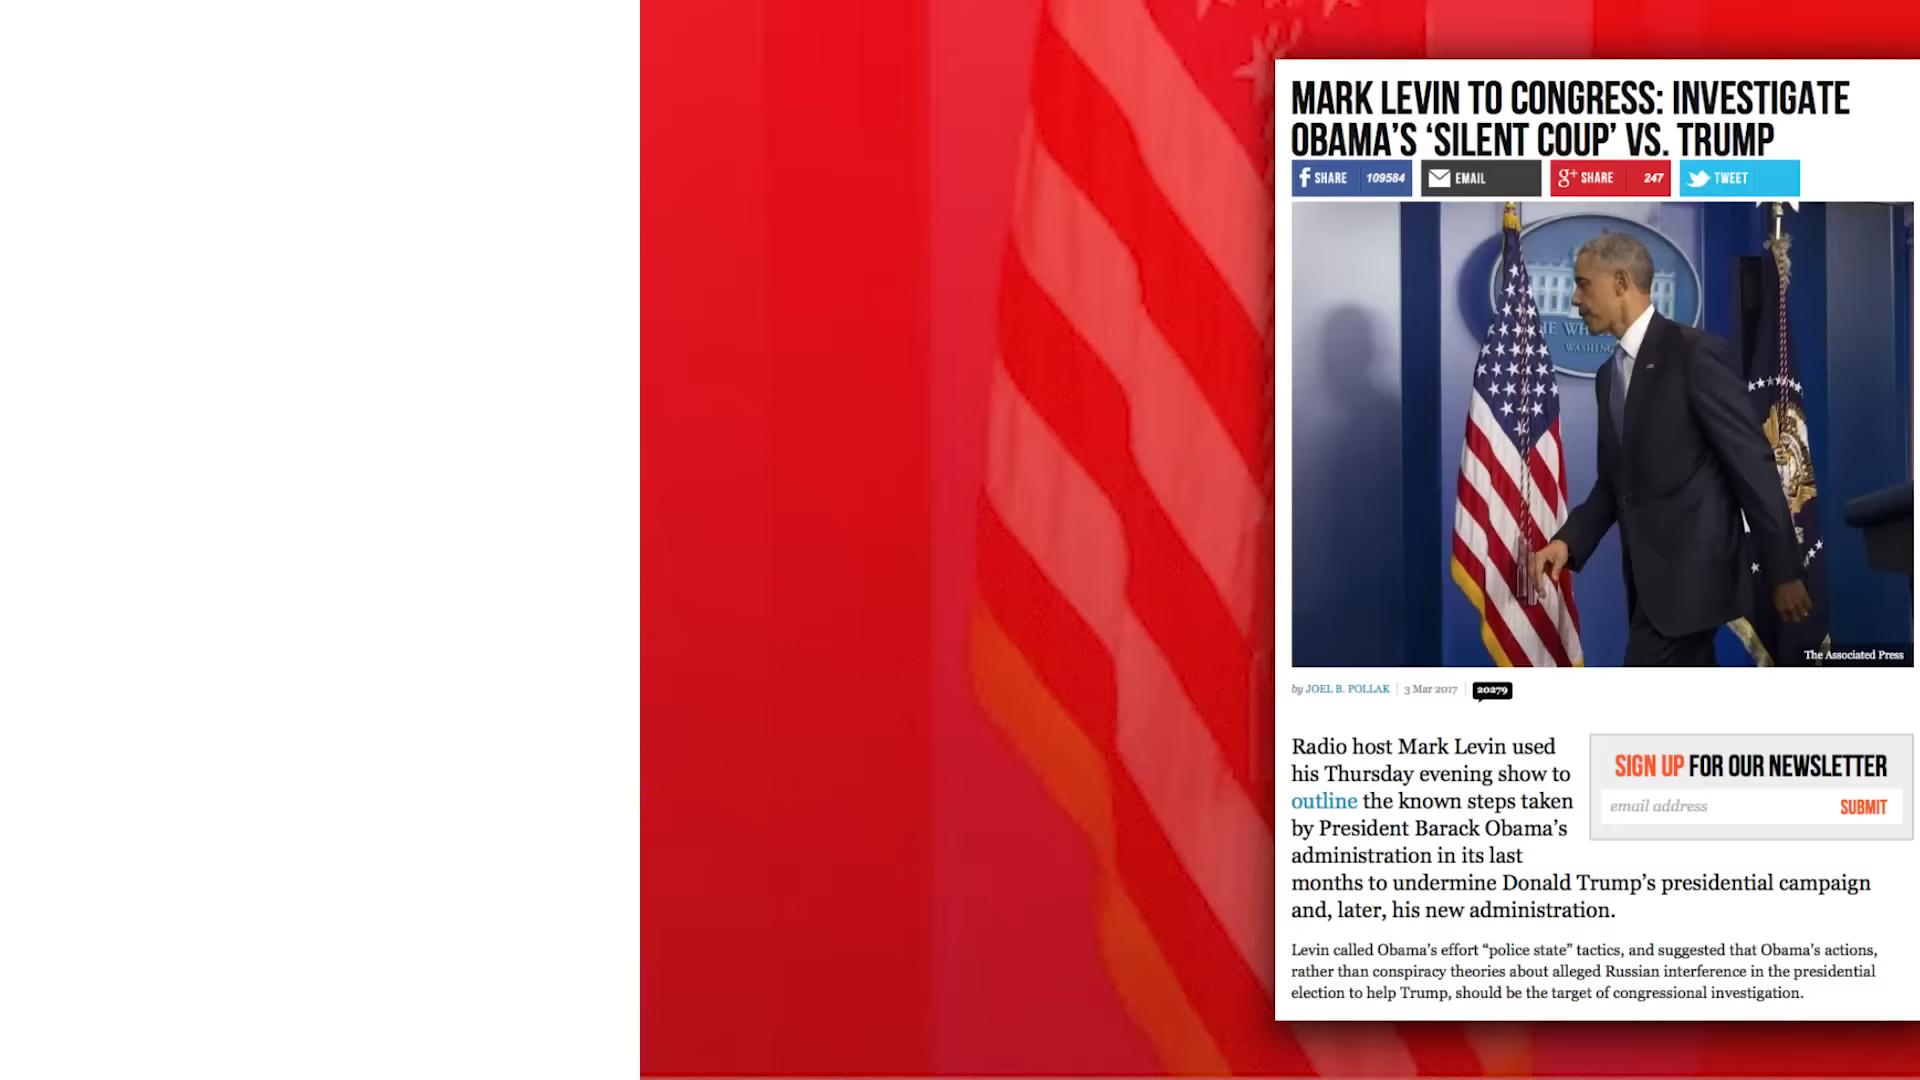 MARK LEVIN TO CONGRESS: INVESTIGATE
OBAMA'S ‘SILENT COUP’ VS. TRUMP
SHARE 109584 EMAIL g+ SHARE 247 TWEET
THE WH
WASHING
The Associated Press
by JOEL B. POLLAK 3 Mar 2017 20279
Radio host Mark Levin used
his Thursday evening show to
outline the known steps taken
by President Barack Obama’s
administration in its last
months to undermine Donald Trump’s presidential campaign
and, later, his new administration.
SIGN UP FOR OUR NEWSLETTER
email address SUBMIT
Levin called Obama’s effort “police state” tactics, and suggested that Obama’s actions,
rather than conspiracy theories about alleged Russian interference in the presidential
election to help Trump, should be the target of congressional investigation.